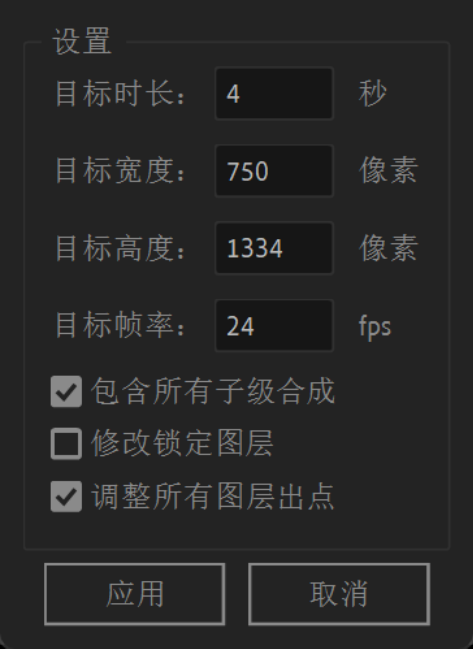 设置
目标时长： 4 秒
目标宽度： 750 像素
目标高度： 1334 像素
目标帧率： 24 fps
包含所有子级合成
修改锁定图层
调整所有图层出点
应用 取消